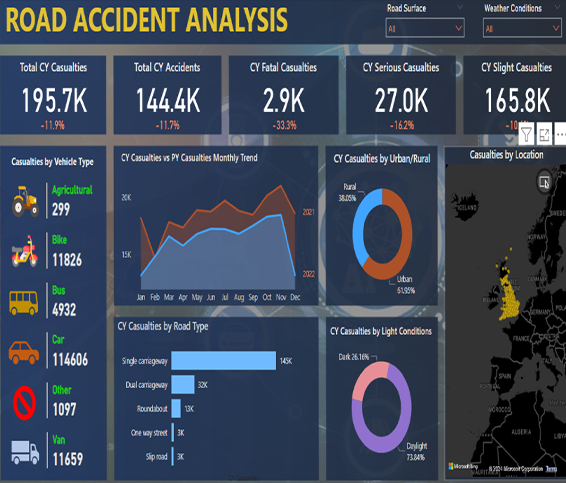 ROAD ACCIDENT ANALYSIS
Road Surface
All
Weather Conditions
All
Total CY Casualties
195.7K
-11.9%
Total CY Accidents
144.4K
-11.7%
CY Fatal Casualties
2.9K
-33.3%
CY Serious Casualties
27.0K
-16.2%
CY Slight Casualties
165.8K
Casualties by Vehicle Type
Agricultural
299
Bike
11826
Bus
4932
Car
114606
Other
1097
Van
11659
CY Casualties vs PY Casualties Monthly Trend
20K
15K
2021
2022
Jan Feb Mar Apr May Jun Jul Aug Sep Oct Nov Dec
CY Casualties by Road Type
Single carriageway 145K
Dual carriageway 32K
Roundabout 13K
One way street 3K
Slip road 3K
CY Casualties by Urban/Rural
Rural
38.05%
Urban
61.95%
CY Casualties by Light Conditions
Dark 26.16%
Daylight
73.84%
Casualties by Location
ICELAND
NORWAY
GERMANY
FRANCE
SPAIN
MOROCCO
ALGERIA
Microsoft Bing
© 2024 Microsoft Corporation Terms